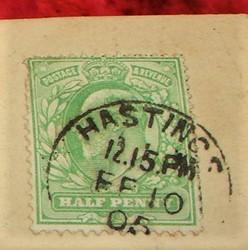 POSTAGE & REVENUE
HASTINGS
12.15.PM
FE 10
05
HALF PENNY